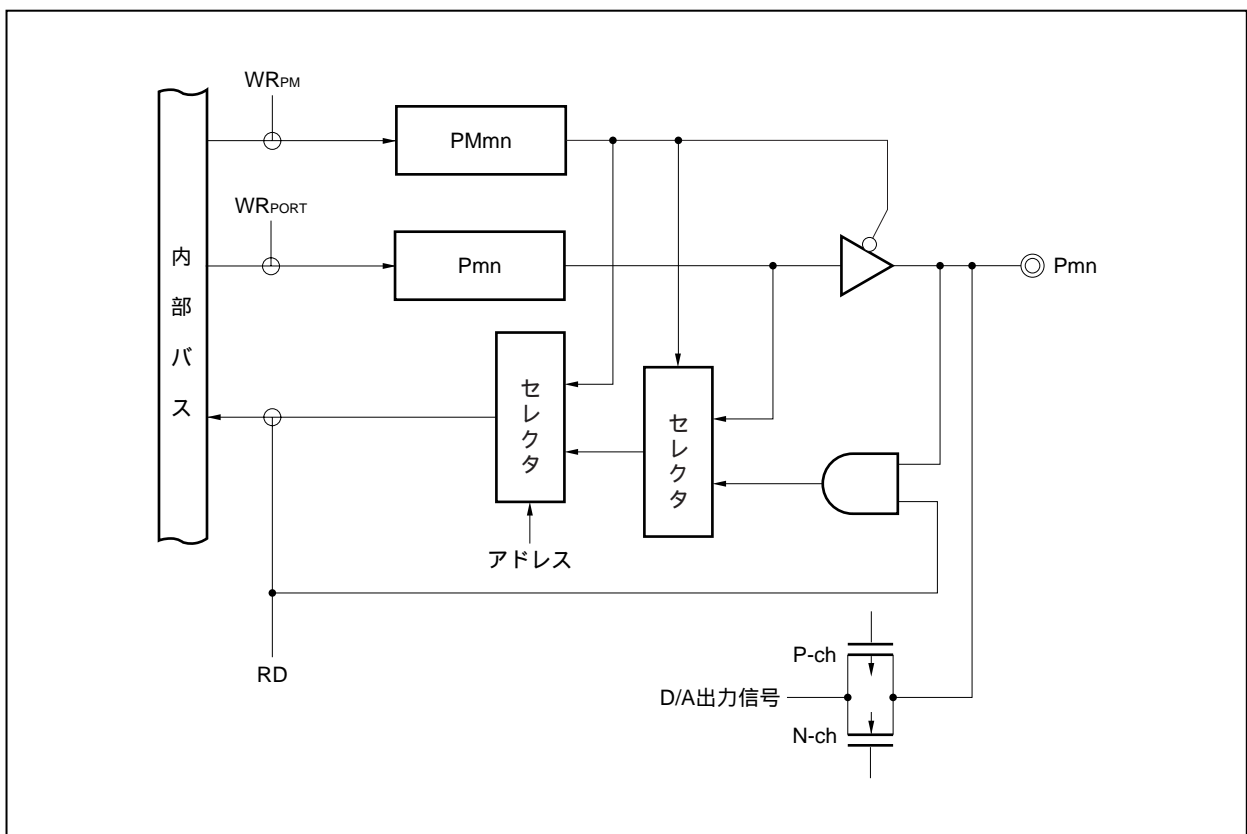 WRPM
PMmn
WRPORT
Pmn
Pmn
内部バス
セレクタ
セレクタ
アドレス
RD
P-ch
D/A出力信号
N-ch